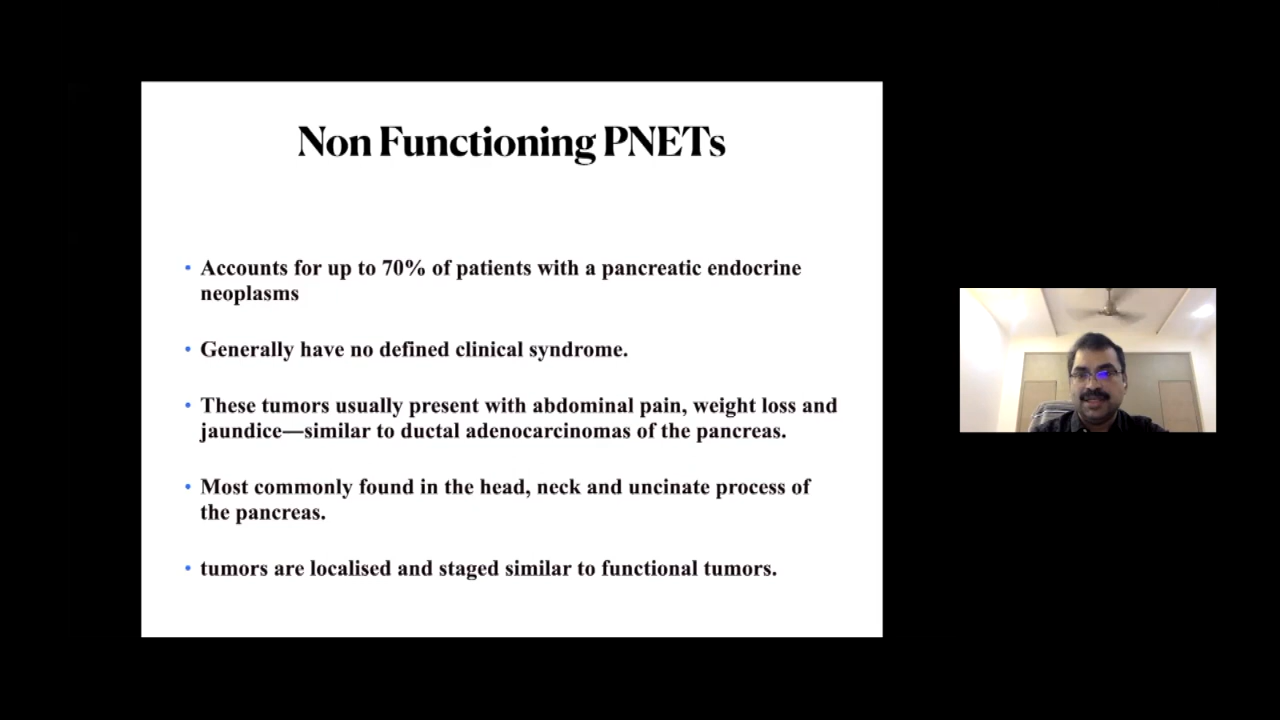 Non Functioning PNETs
• Accounts for up to 70% of patients with a pancreatic endocrine
neoplasms
• Generally have no defined clinical syndrome.
• These tumors usually present with abdominal pain, weight loss and
jaundice—similar to ductal adenocarcinomas of the pancreas.
• Most commonly found in the head, neck and uncinate process of
the pancreas.
• tumors are localised and staged similar to functional tumors.